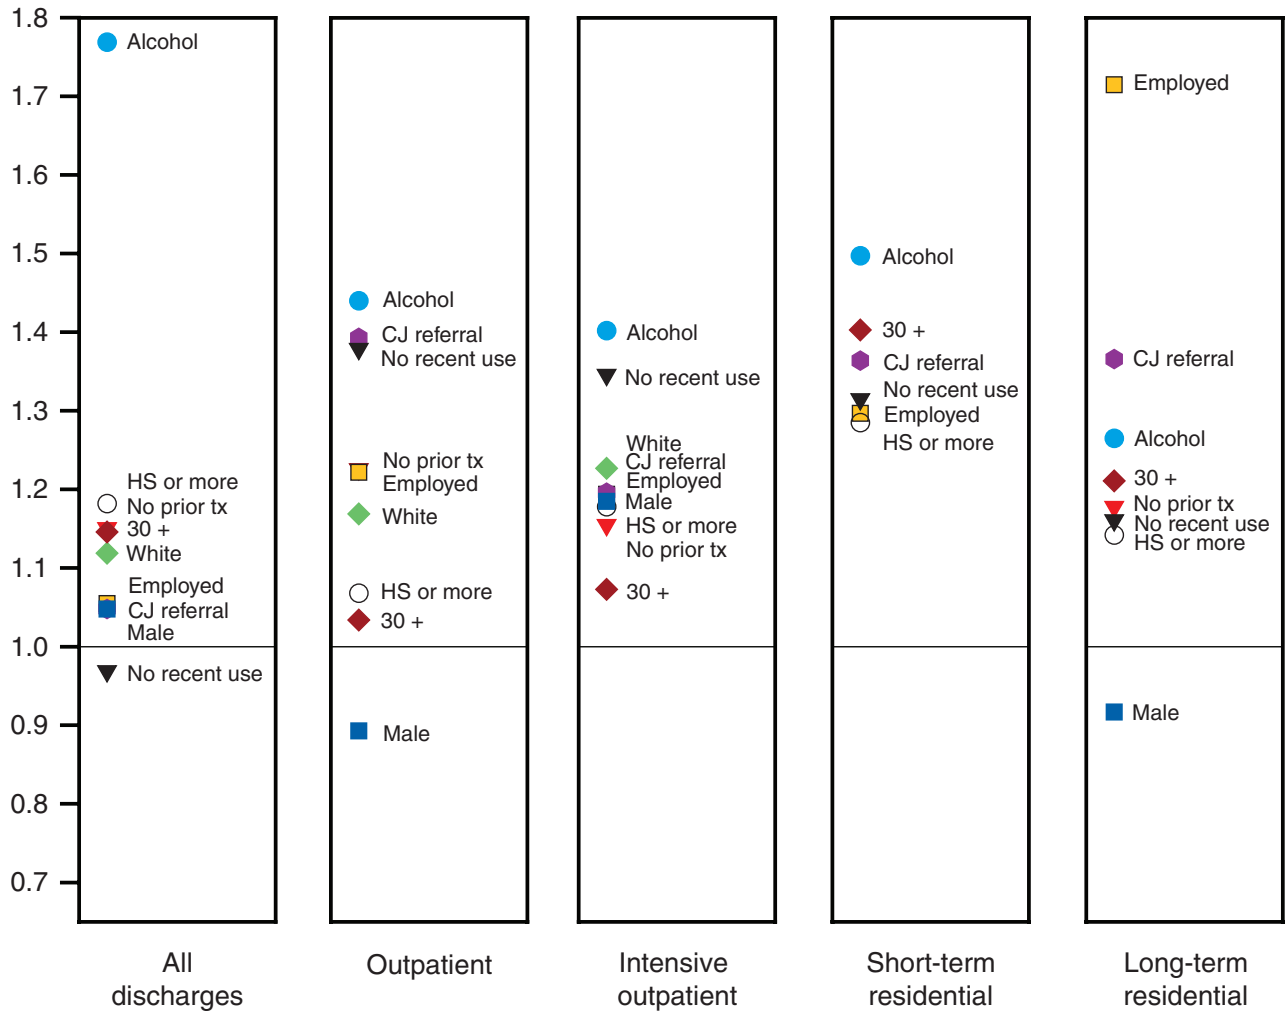 1.8
1.7
1.6
1.5
1.4
1.3
1.2
1.1
1.0
0.9
0.8
0.7
Alcohol
HS or more
No prior tx
30 +
White
Employed
CJ referral
Male
No recent use
All
discharges
Alcohol
CJ referral
No recent use
No prior tx
Employed
White
HS or more
30 +
Male
Outpatient
Alcohol
No recent use
White
CJ referral
Employed
Male
HS or more
No prior tx
30 +
Intensive
outpatient
Alcohol
30 +
CJ referral
No recent use
Employed
HS or more
Short-term
residential
Employed
CJ referral
Alcohol
30 +
No prior tx
No recent use
HS or more
Male
Long-term
residential